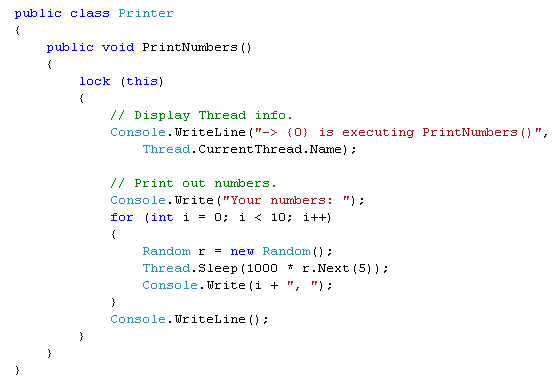 public class Printer
{
    public void PrintNumbers()
    {
        lock (this)
        {
            // Display Thread info.
            Console.WriteLine("-> {0} is executing PrintNumbers()",
                Thread.CurrentThread.Name);

            // Print out numbers.
            Console.Write("Your numbers: ");
            for (int i = 0; i < 10; i++)
            {
                Random r = new Random();
                Thread.Sleep(1000 * r.Next(5));
                Console.Write(i + ", ");
            }
            Console.WriteLine();
        }
    }
}